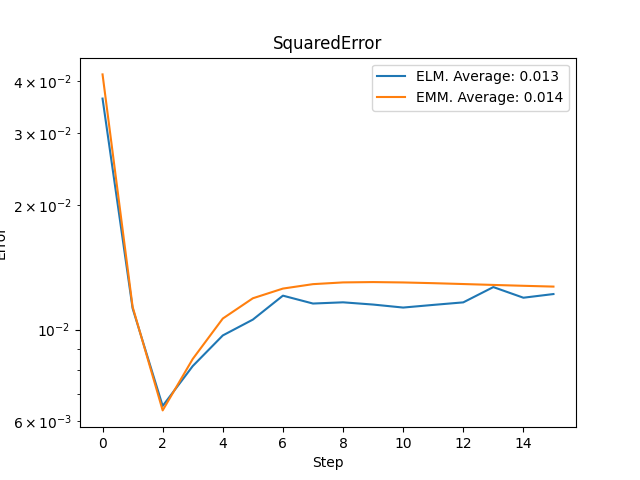 SquaredError
ELM. Average: 0.013
EMM. Average: 0.014
4 × 10⁻²
3 × 10⁻²
2 × 10⁻²
10⁻²
6 × 10⁻³
Error
0 2 4 6 8 10 12 14
Step